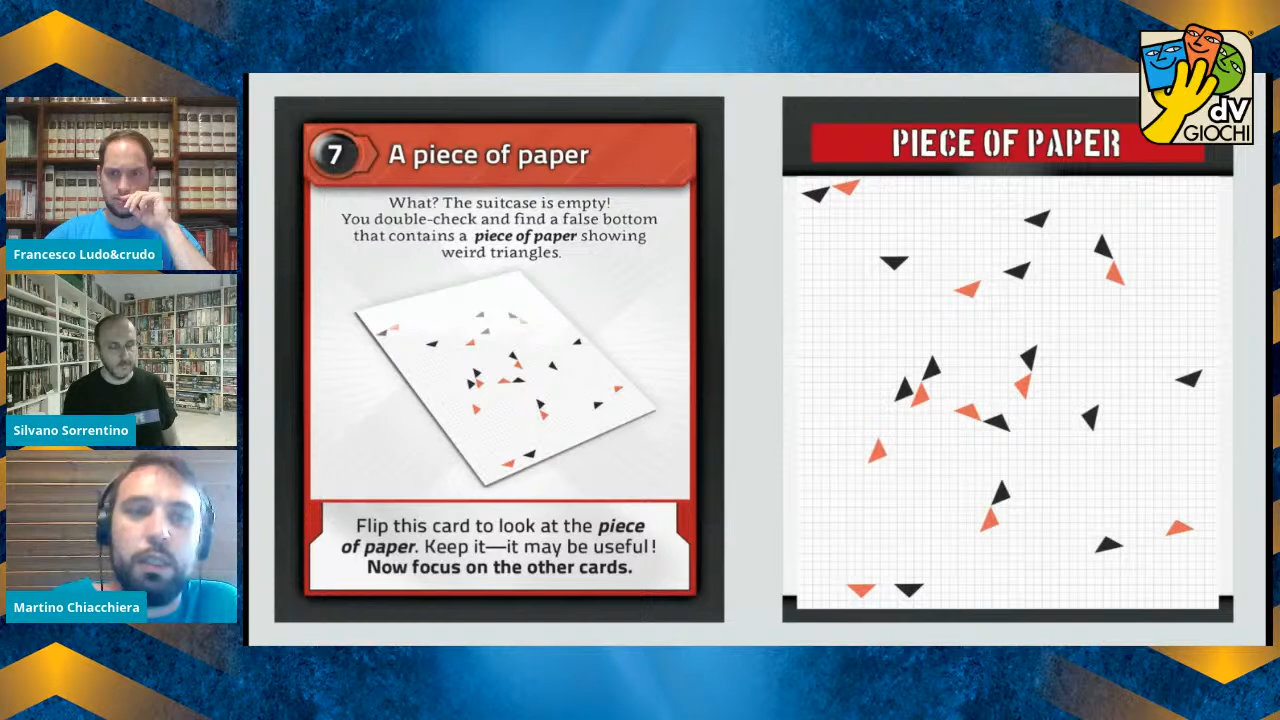 dv
GIOCHI
Francesco Ludo&crudo
Silvano Sorrentino
Martino Chiacchiera
7
A piece of paper
What? The suitcase is empty!
You double-check and find a false bottom
that contains a piece of paper showing
weird triangles.
Flip this card to look at the piece
of paper. Keep it—it may be useful!
Now focus on the other cards.
PIECE OF PAPER